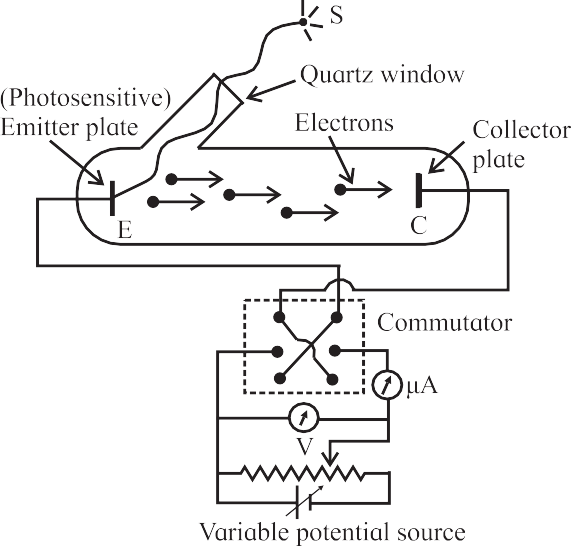 S
Quartz window
(Photosensitive)
Emitter plate
Electrons
Collector
plate
E
C
Commutator
μA
V
Variable potential source